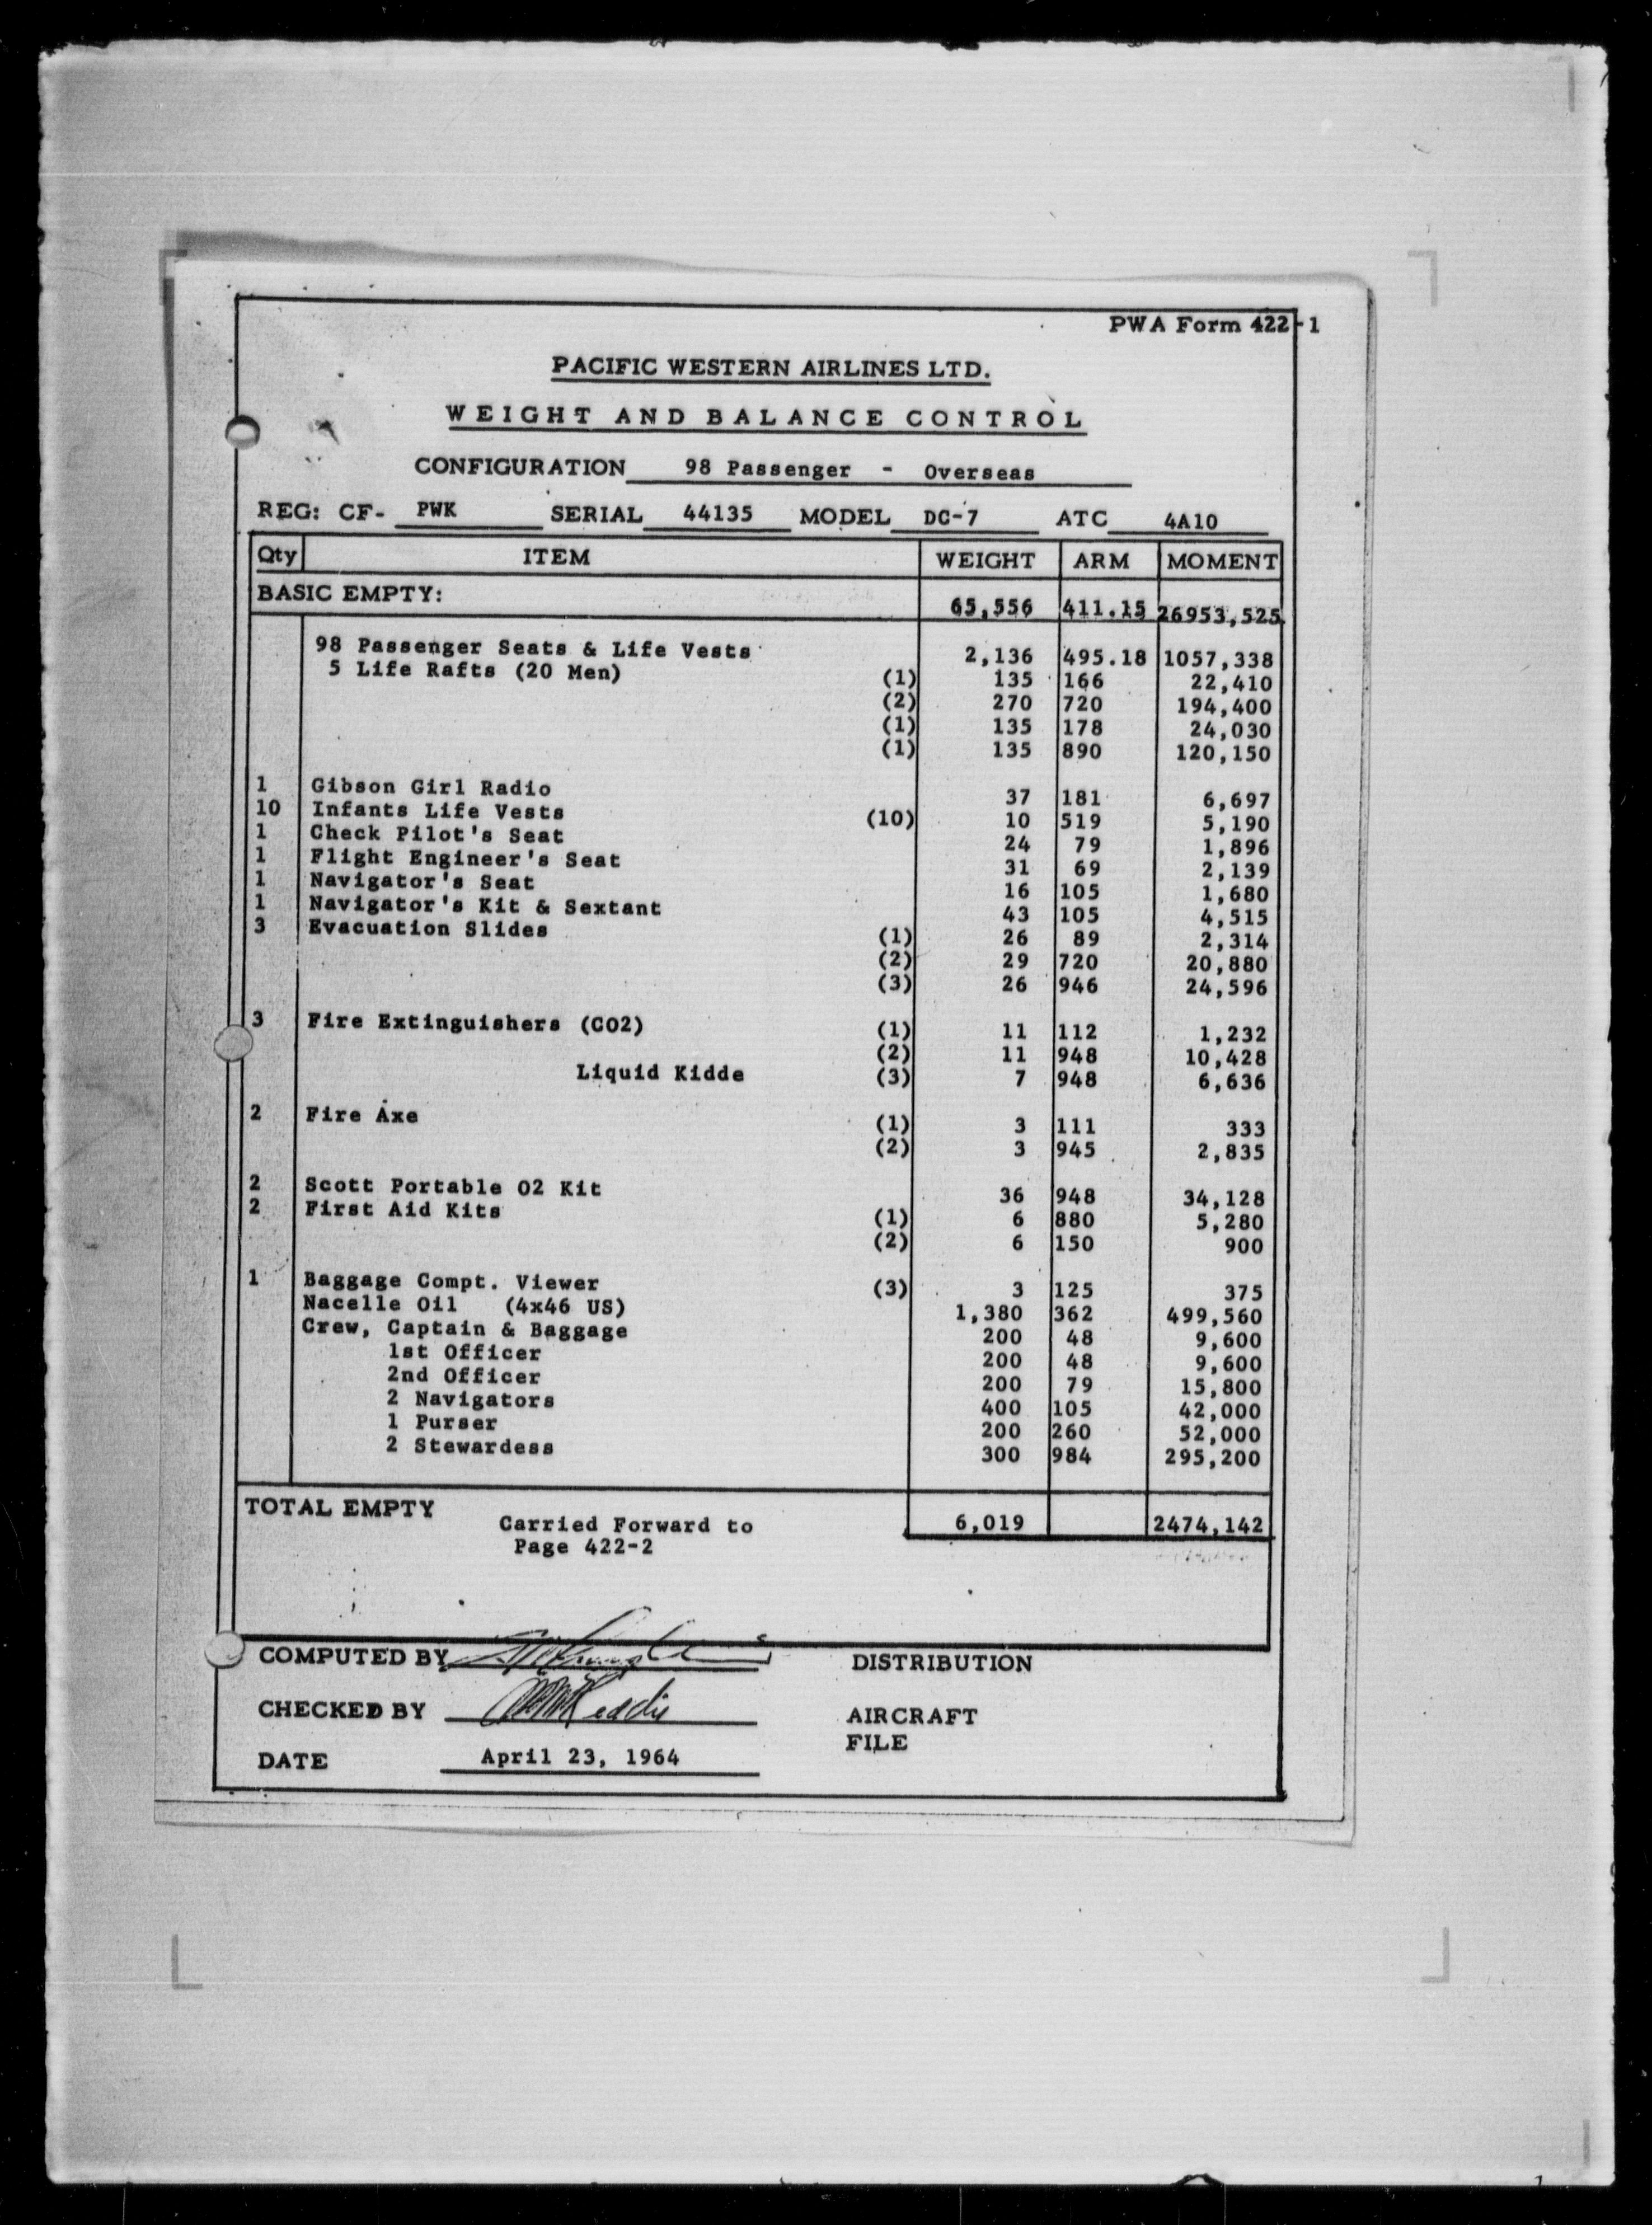 PWA Form 422-1
PACIFIC WESTERN AIRLINES LTD.
WEIGHT AND BALANCE CONTROL
CONFIGURATION 98 Passenger - Overseas
REG: CF- PWK SERIAL 44135 MODEL DC-7 ATC 4A10
Qty ITEM WEIGHT ARM MOMENT
BASIC EMPTY: 65,556 411.15 26953,525
98 Passenger Seats & Life Vests 2,136 495.18 1057,338
5 Life Rafts (20 Men) (1) 135 166 22,410
(2) 270 720 194,400
(1) 135 178 24,030
(1) 135 890 120,150
1 Gibson Girl Radio 37 181 6,697
10 Infants Life Vests (10) 10 519 5,190
1 Check Pilot's Seat 24 79 1,896
1 Flight Engineer's Seat 31 69 2,139
1 Navigator's Seat 16 105 1,680
1 Navigator's Kit & Sextant 43 105 4,515
3 Evacuation Slides (1) 26 89 2,314
(2) 29 720 20,880
(3) 26 946 24,596
3 Fire Extinguishers (CO2) (1) 11 112 1,232
(2) 11 948 10,428
Liquid Kidde (3) 7 948 6,636
2 Fire Axe (1) 3 111 333
(2) 3 945 2,835
2 Scott Portable O2 Kit 36 948 34,128
2 First Aid Kits (1) 6 880 5,280
(2) 6 150 900
1 Baggage Compt. Viewer (3) 3 125 375
Nacelle Oil (4x46 US) 1,380 362 499,560
Crew, Captain & Baggage 200 48 9,600
1st Officer 200 48 9,600
2nd Officer 200 79 15,800
2 Navigators 400 105 42,000
1 Purser 200 260 52,000
2 Stewardess 300 984 295,200
TOTAL EMPTY Carried Forward to 6,019 2474,142
Page 422-2
COMPUTED BY DISTRIBUTION
CHECKED BY AIRCRAFT
FILE
DATE April 23, 1964